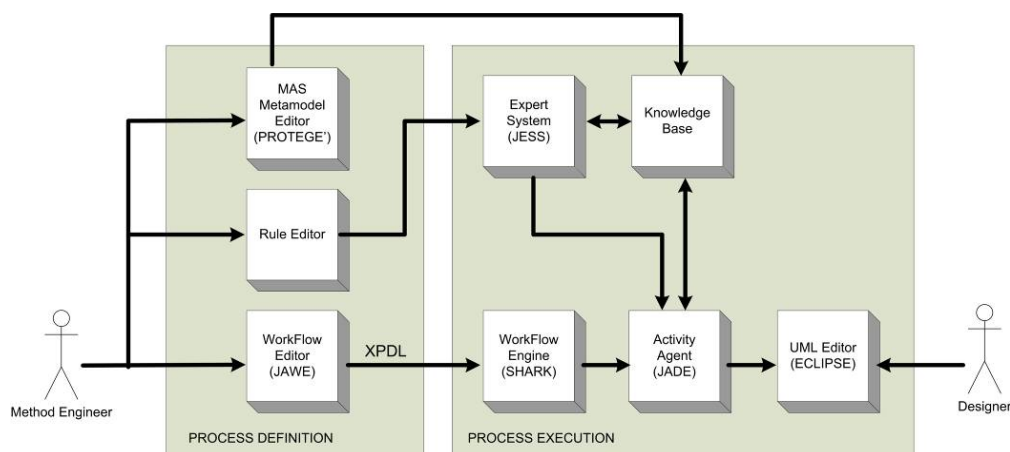 MAS
Metamodel
Editor
(PROTEGE')
Expert
System
(JESS)
Knowledge
Base
Rule Editor
WorkFlow
Editor
(JAWE)
XPDL
WorkFlow
Engine
(SHARK)
Activity
Agent
(JADE)
UML Editor
(ECLIPSE)
Method Engineer
Designer
PROCESS DEFINITION
PROCESS EXECUTION